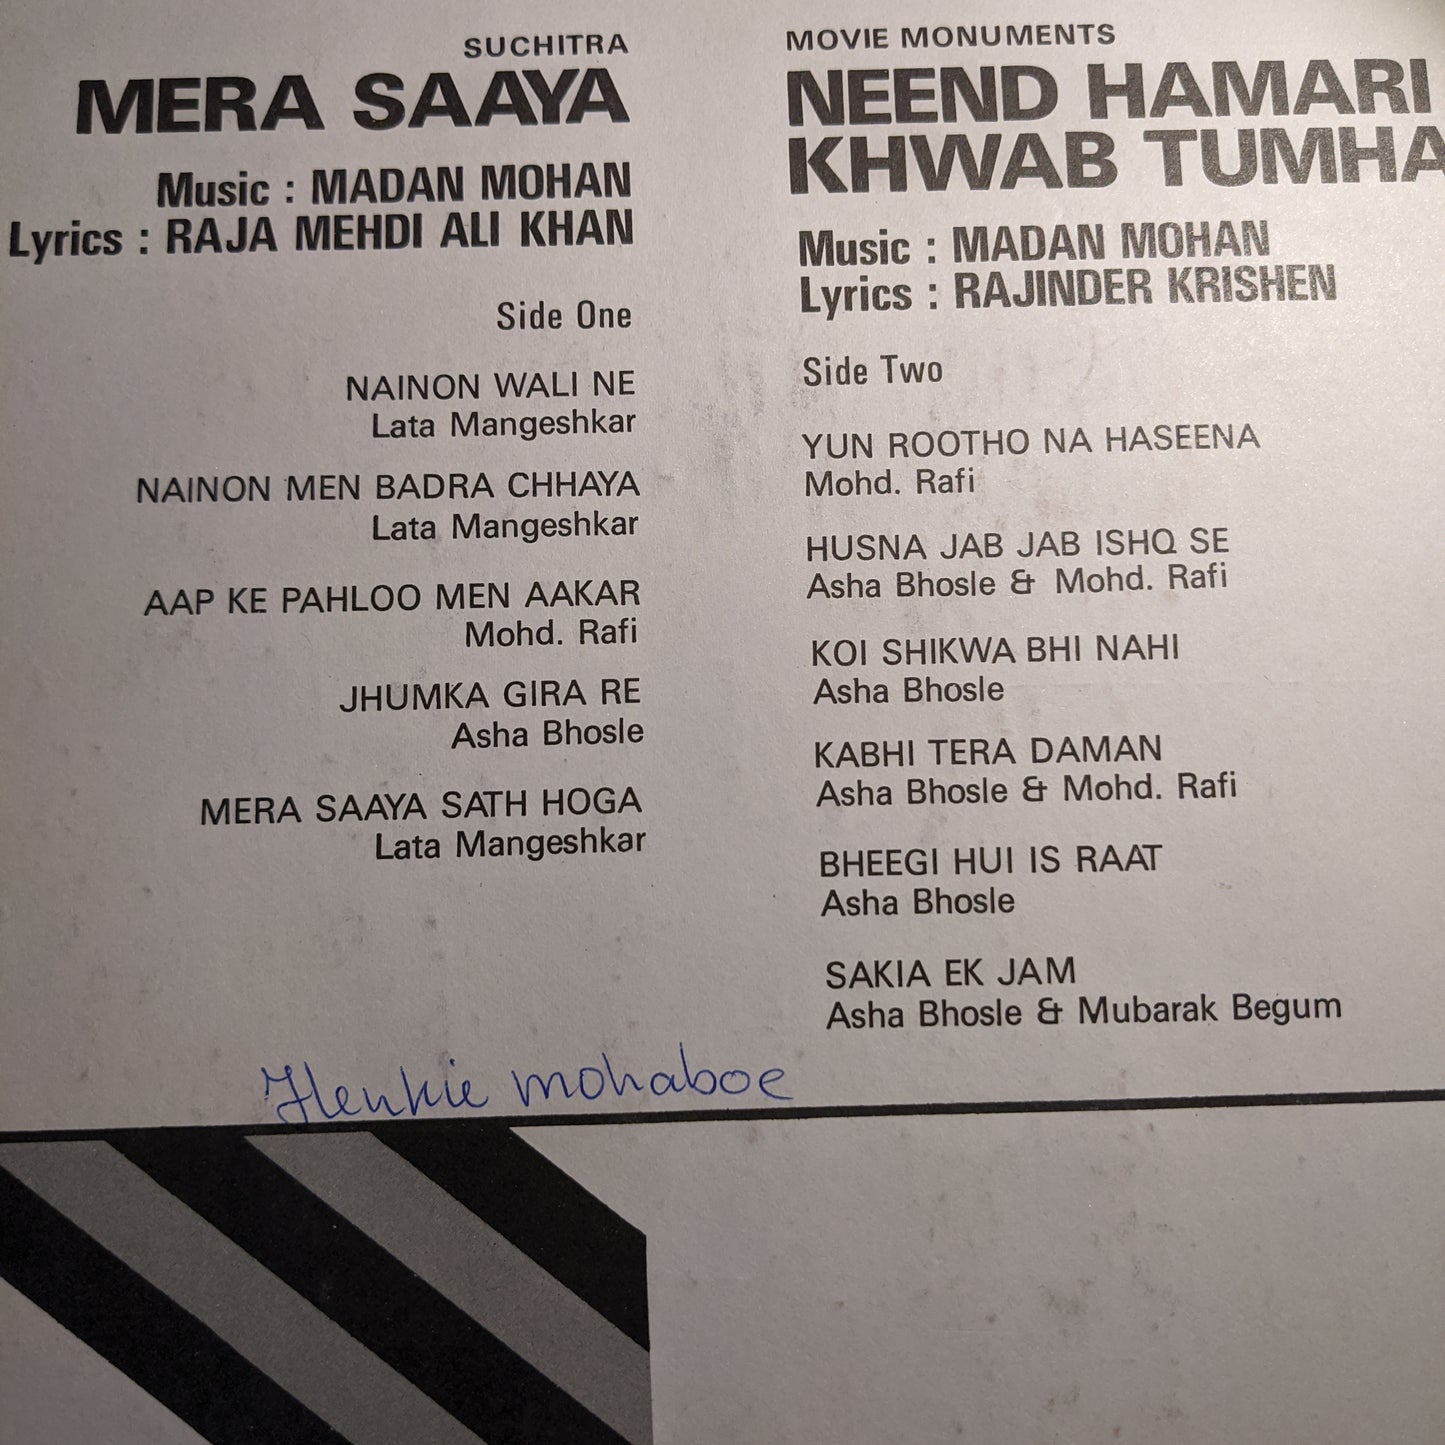 SUCHITRA
MERA SAAYA
Music : MADAN MOHAN
Lyrics : RAJA MEHDI ALI KHAN
Side One
NAINON WALI NE
Lata Mangeshkar
NAINON MEN BADRA CHHAYA
Lata Mangeshkar
AAP KE PAHLOO MEN AAKAR
Mohd. Rafi
JHUMKA GIRA RE
Asha Bhosle
MERA SAAYA SATH HOGA
Lata Mangeshkar
MOVIE MONUMENTS
NEEND HAMARI
KHWAB TUMHA
Music : MADAN MOHAN
Lyrics : RAJINDER KRISHEN
Side Two
YUN ROOTHO NA HASEENA
Mohd. Rafi
HUSNA JAB JAB ISHQ SE
Asha Bhosle & Mohd. Rafi
KOI SHIKWA BHI NAHI
Asha Bhosle
KABHI TERA DAMAN
Asha Bhosle & Mohd. Rafi
BHEEGI HUI IS RAAT
Asha Bhosle
SAKIA EK JAM
Asha Bhosle & Mubarak Begum
Henkie mohaboe